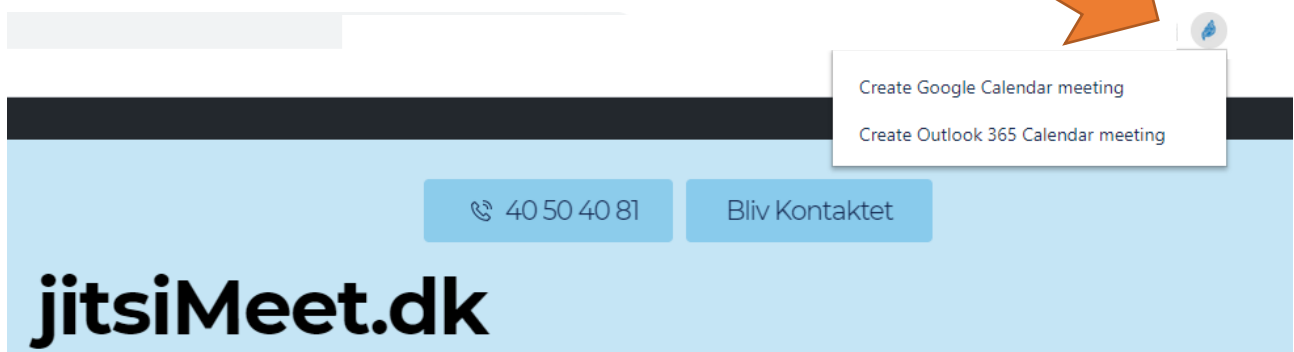 Create Google Calendar meeting
Create Outlook 365 Calendar meeting
40 50 40 81
Bliv Kontaktet
jitsiMeet.dk